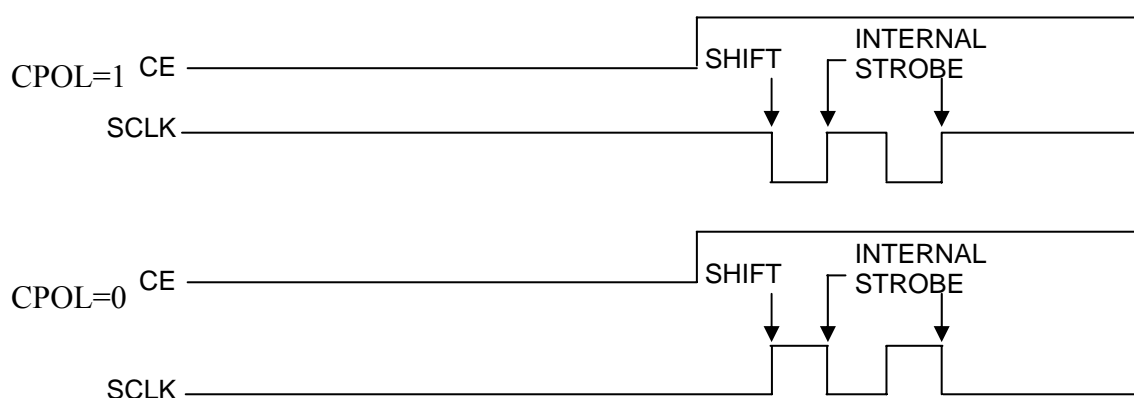 CPOL=1 CE
SHIFT
INTERNAL
STROBE
SCLK
CPOL=0 CE
SHIFT
INTERNAL
STROBE
SCLK